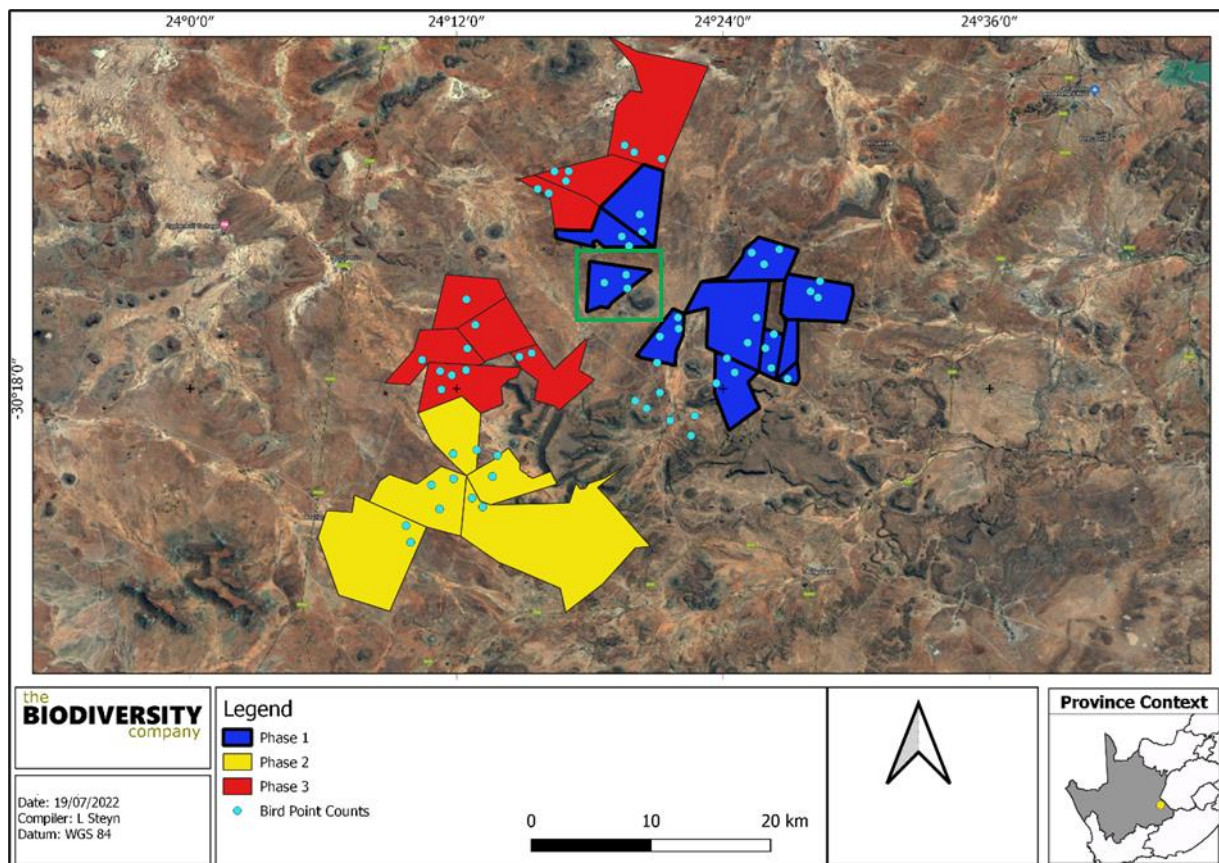 24°0′0″ 24°12′0″ 24°24′0″ 24°36′0″
-30°18′0″
the
BIODIVERSITY
company
Date: 19/07/2022
Compiler: L Steyn
Datum: WGS 84
Legend
Phase 1
Phase 2
Phase 3
Bird Point Counts
0 10 20 km
Province Context